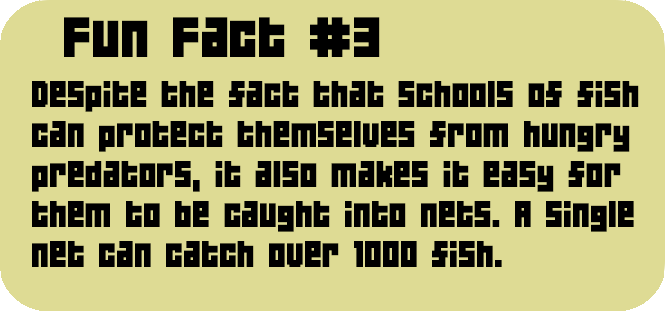 Fun Fact #3
Despite the fact that schools of fish
can protect themselves from hungry
predators, it also makes it easy for
them to be caught into nets. A single
net can catch over 1000 fish.